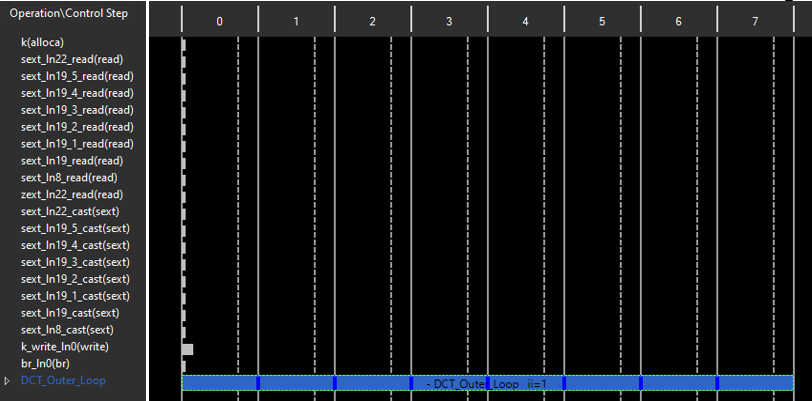 Operation\Control Step 0 1 2 3 4 5 6 7
k(alloca)
sext_ln22_read(read)
sext_ln19_5_read(read)
sext_ln19_4_read(read)
sext_ln19_3_read(read)
sext_ln19_2_read(read)
sext_ln19_1_read(read)
sext_ln19_read(read)
sext_ln8_read(read)
zext_ln22_read(read)
sext_ln22_cast(sext)
sext_ln19_5_cast(sext)
sext_ln19_4_cast(sext)
sext_ln19_3_cast(sext)
sext_ln19_2_cast(sext)
sext_ln19_1_cast(sext)
sext_ln19_cast(sext)
sext_ln8_cast(sext)
k_write_ln0(write)
br_ln0(br)
DCT_Outer_Loop - DCT_Outer_Loop ii=1